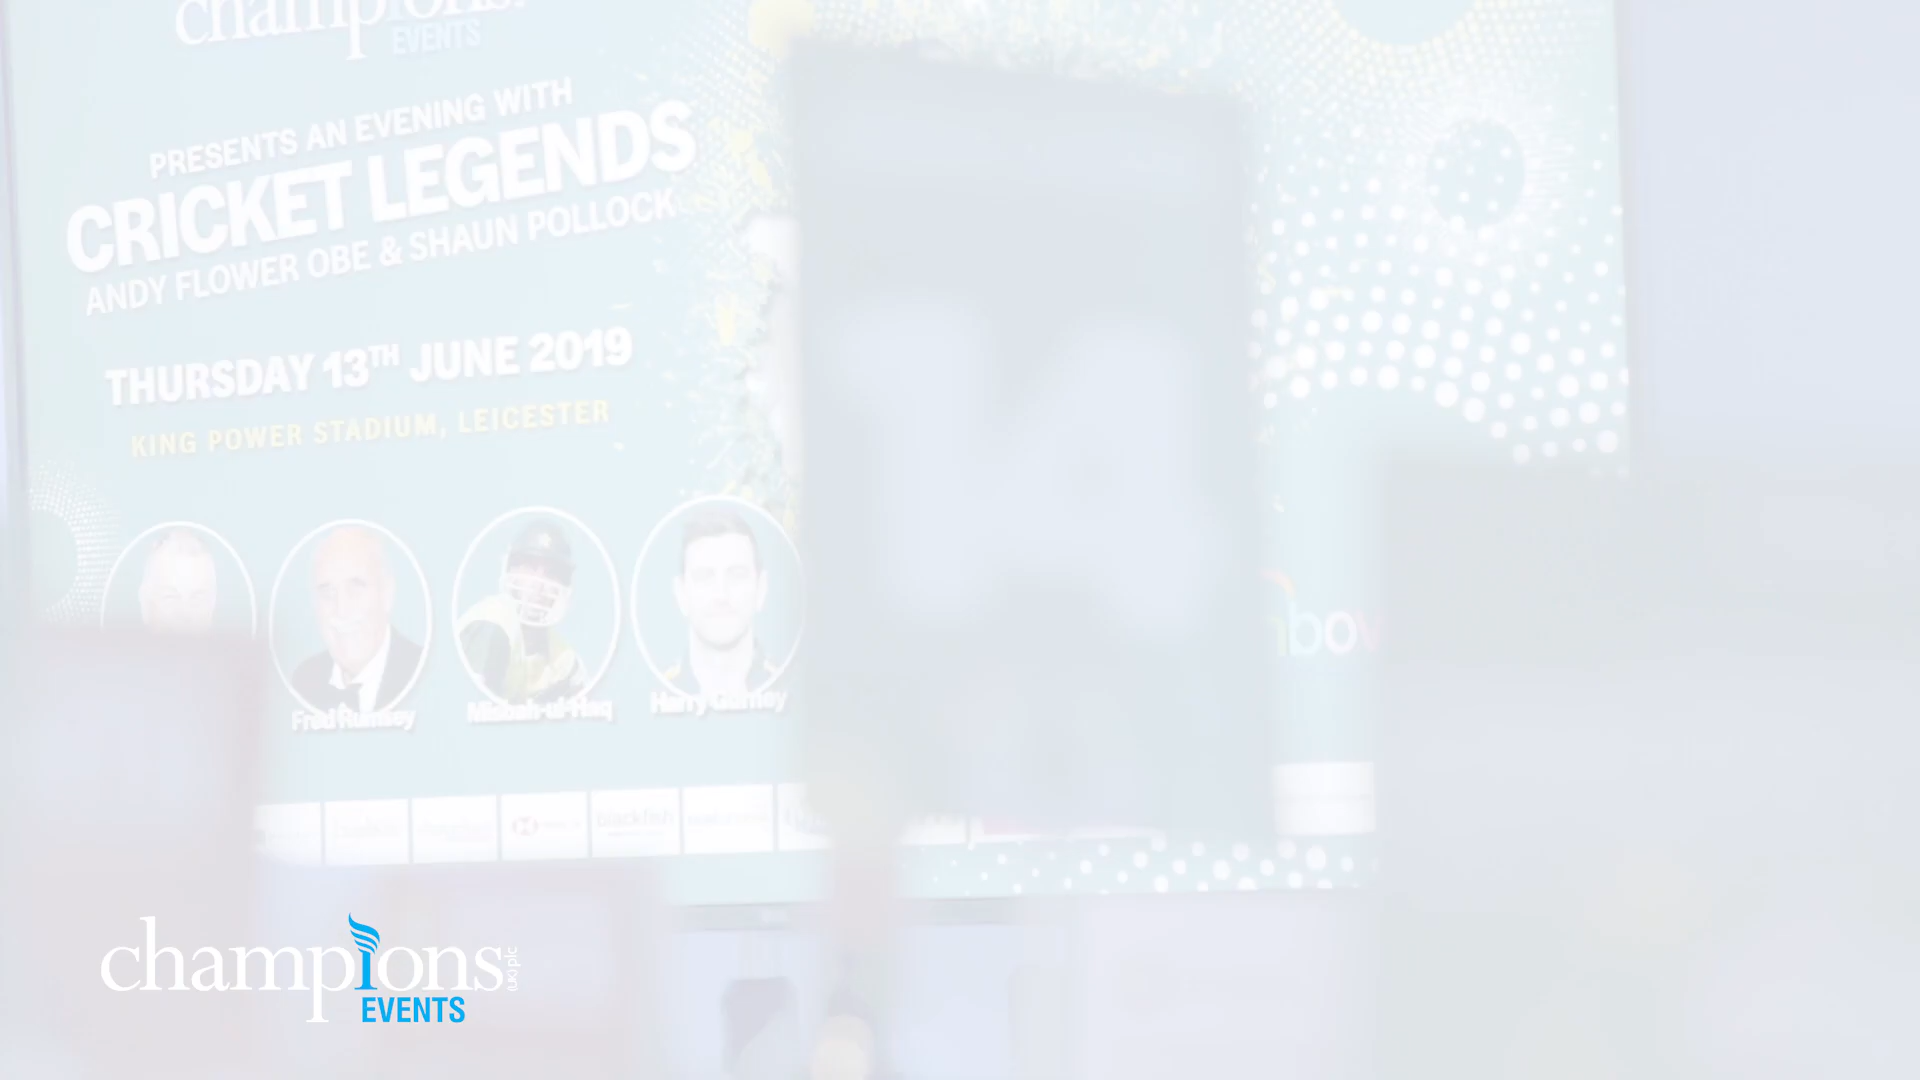 champions
EVENTS
PRESENTS AN EVENING WITH
CRICKET LEGENDS
ANDY FLOWER OBE & SHAUN POLLOCK
THURSDAY 13TH JUNE 2019
KING POWER STADIUM, LEICESTER
Fred Rumsey
Misbah-ul-Haq
Harry Gurney
blackfish
champions (UK) plc
EVENTS